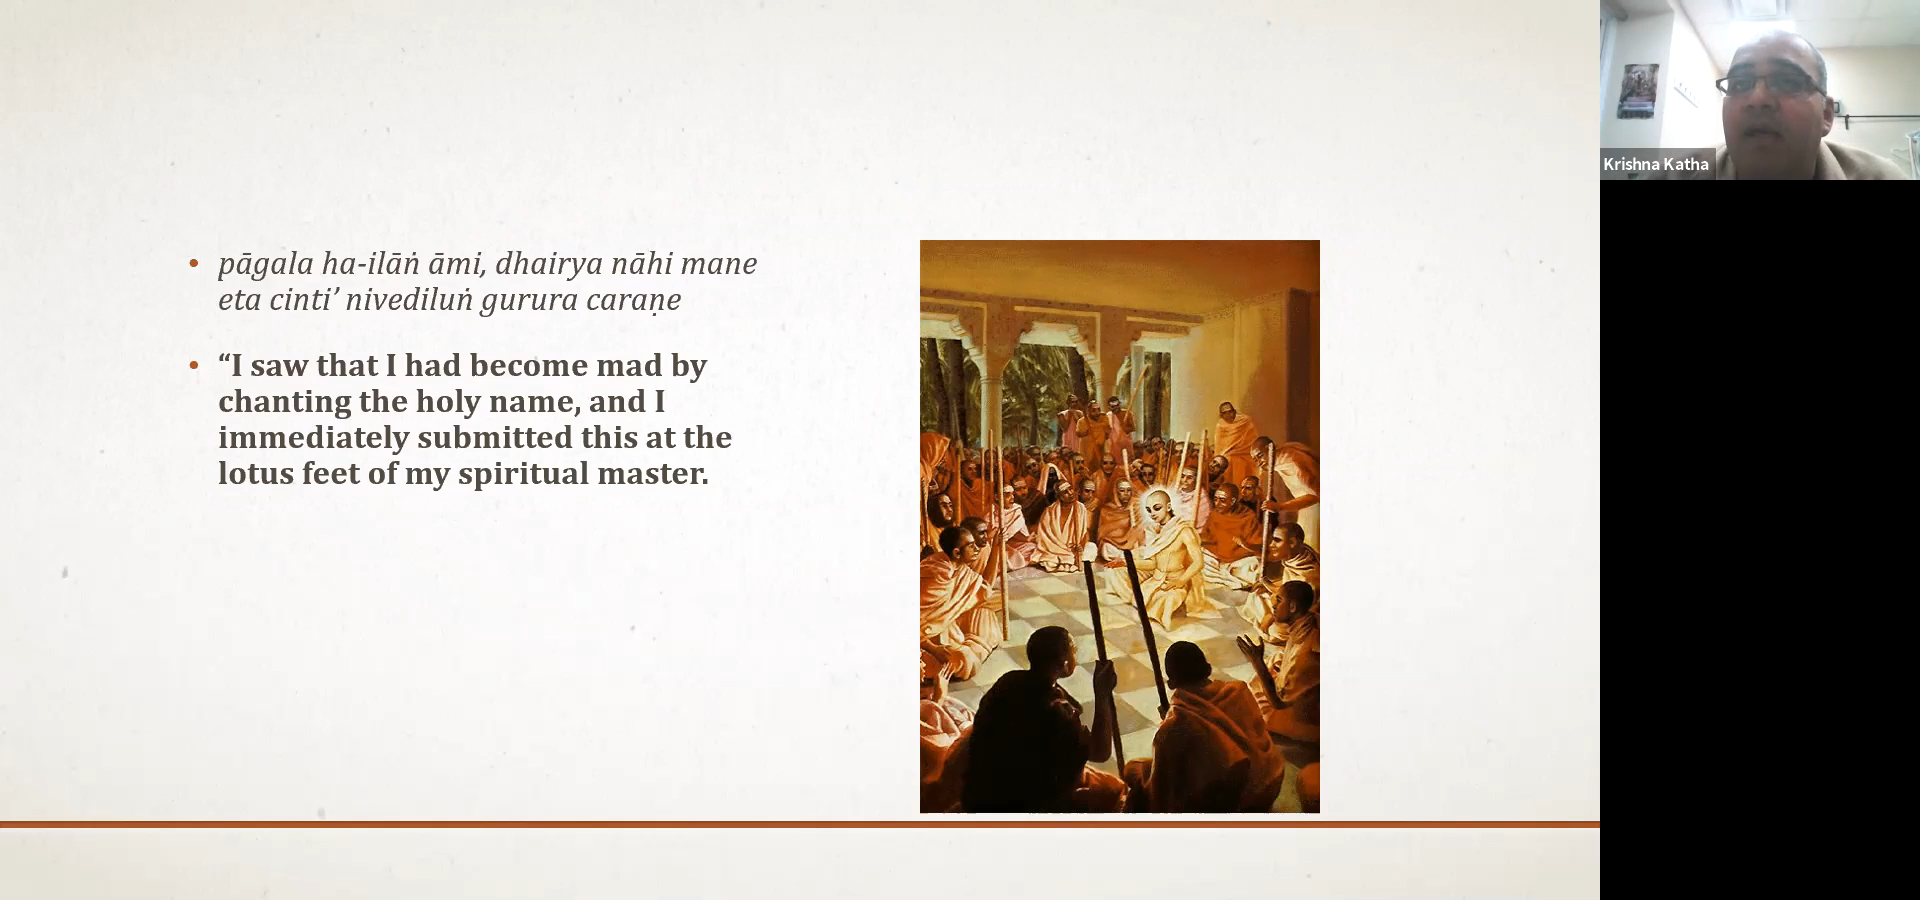 pāgala ha-ilāṅ āmi, dhairya nāhi mane
eta cinti’ nivediluṅ gurura caraṇe
“I saw that I had become mad by
chanting the holy name, and I
immediately submitted this at the
lotus feet of my spiritual master.
Krishna Katha